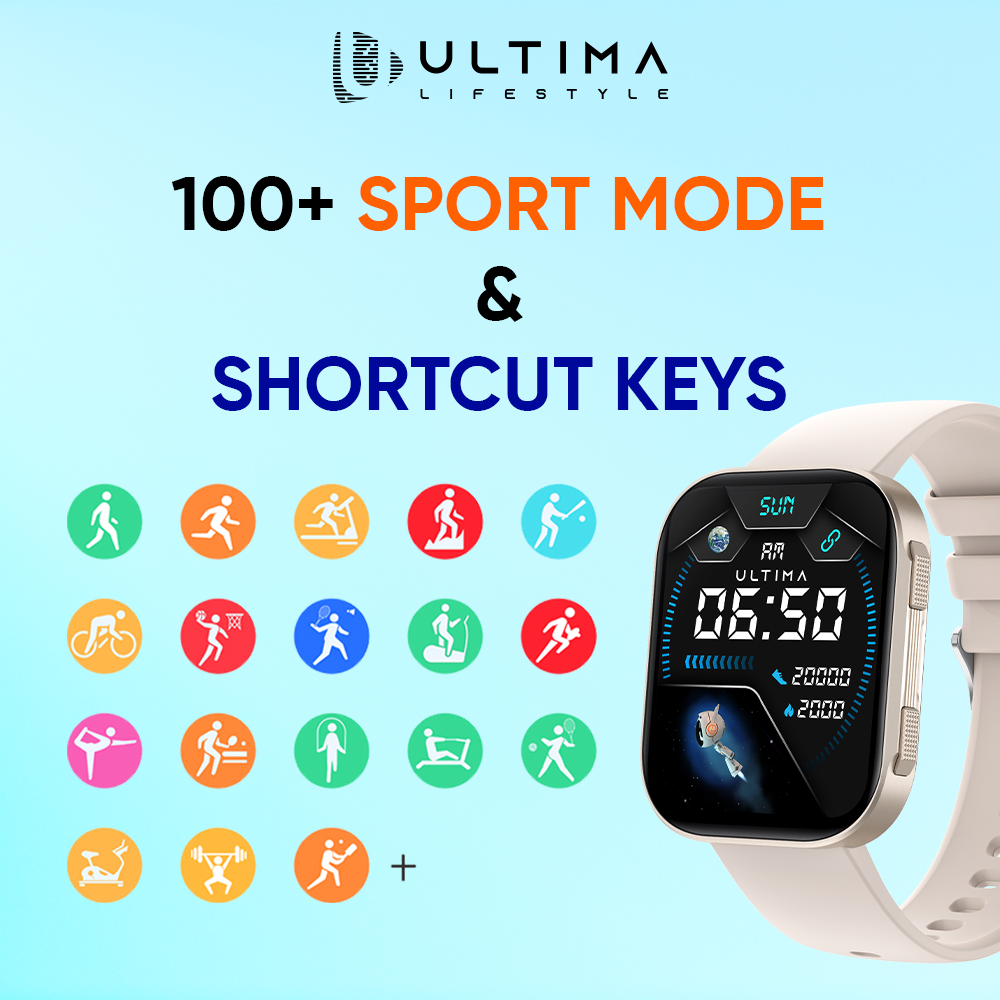 ULTIMA
LIFESTYLE
100+ SPORT MODE
&
SHORTCUT KEYS
SUN
AM
ULTIMA
06:50
20000
2000
+